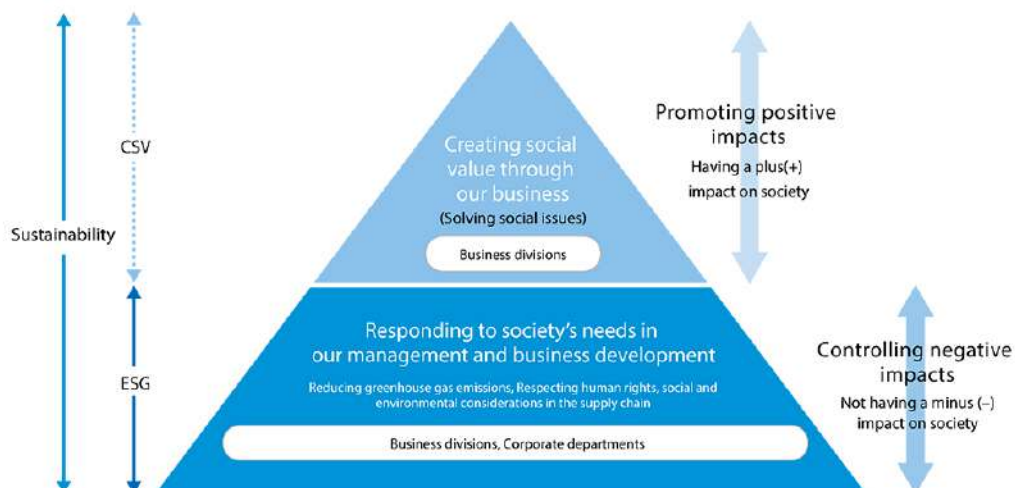 Sustainability
CSV
ESG
Creating social
value through
our business
(Solving social issues)
Business divisions
Promoting positive
impacts
Having a plus(+)
impact on society
Responding to society's needs in
our management and business development
Reducing greenhouse gas emissions, Respecting human rights, social and
environmental considerations in the supply chain
Business divisions, Corporate departments
Controlling negative
impacts
Not having a minus (–)
impact on society